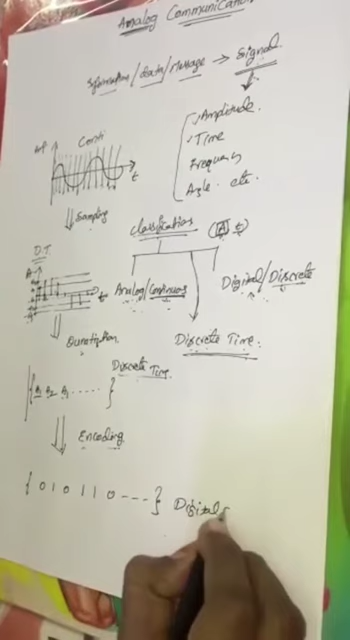 Analog Communication
Information / data / Message → Signal
Amplitude.
Time
Frequency
Angle. etc.
Amp
Conti
t
Sampling
Classification
D.T.
Analog/Continuous
Digital/Discrete
Discrete Time.
Quantization
Discrete Time.
Encoding
{ 0 1 0 1 1 0 --- } Digital